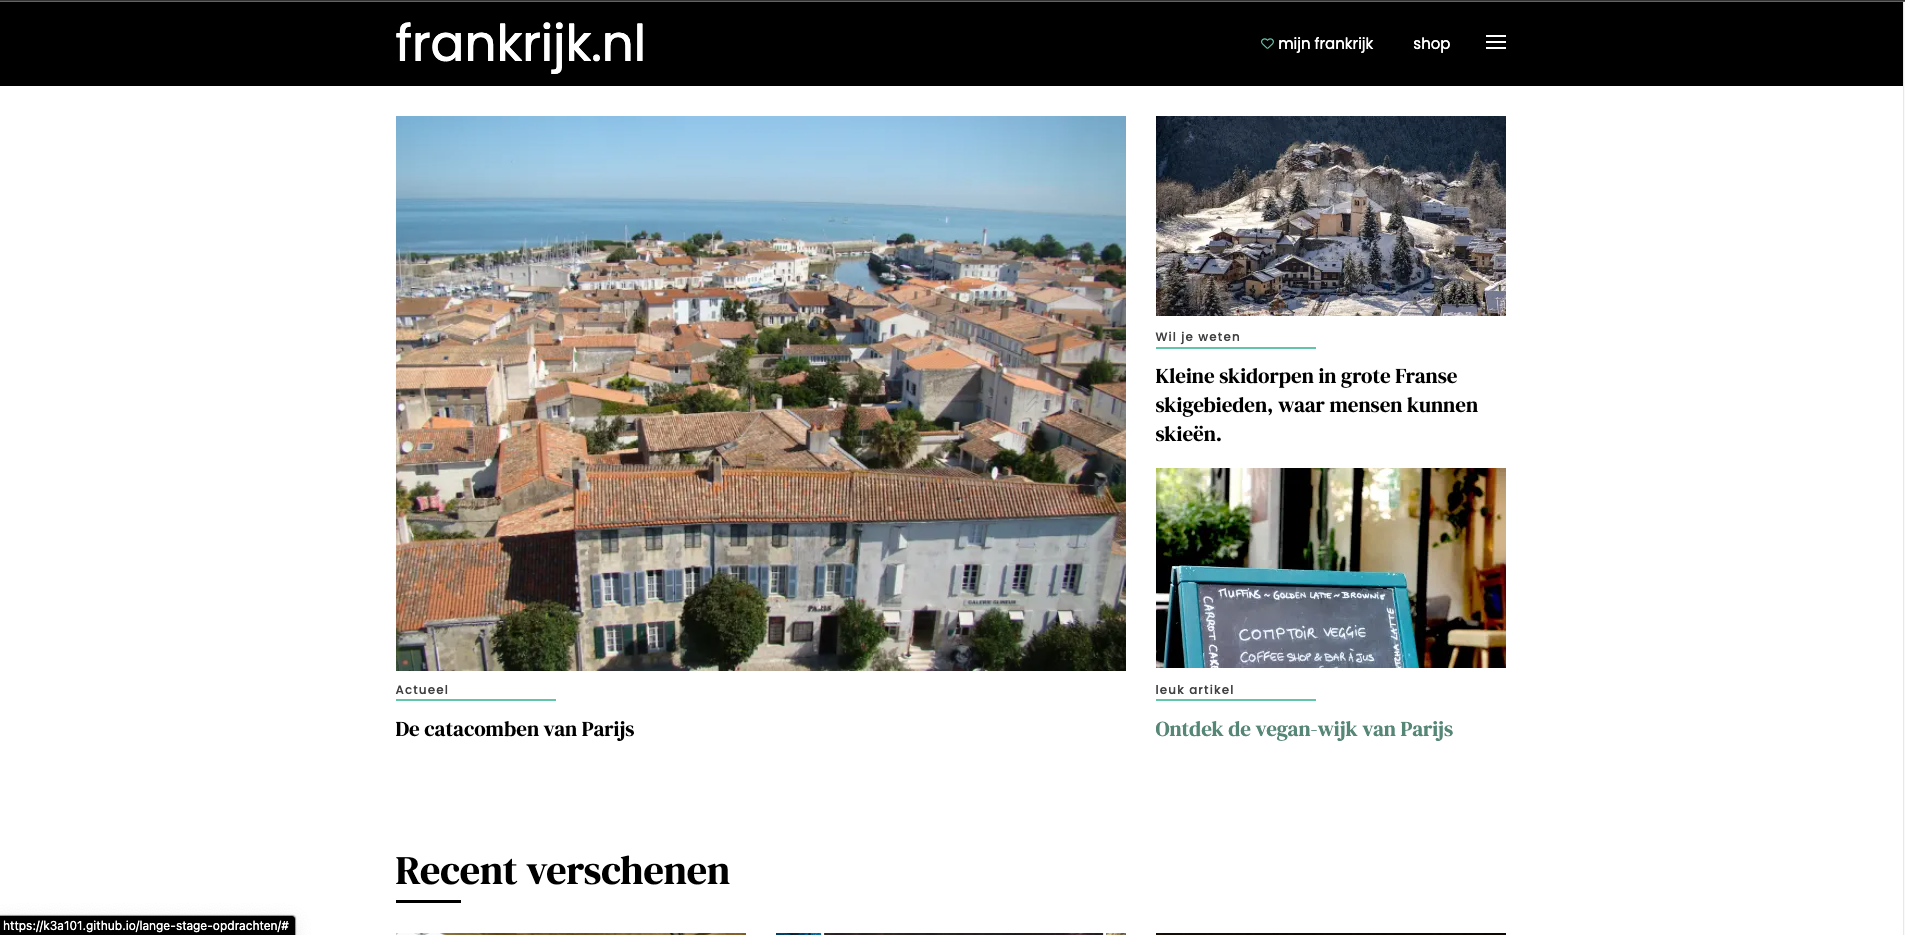 frankrijk.nl
mijn frankrijk
shop
PARIS
Wil je weten
Kleine skidorpen in grote Franse
skigebieden, waar mensen kunnen
skieën.
MUFFINS ~ GOLDEN LATTE ~ BROWNIE
CARROT CAK
COMPTOIR VEGGIE
COFFEE SHOP & BAR À JUS
MATCHA LATTE
Actueel
De catacomben van Parijs
leuk artikel
Ontdek de vegan-wijk van Parijs
Recent verschenen
https://k3a101.github.io/lange-stage-opdrachten/#